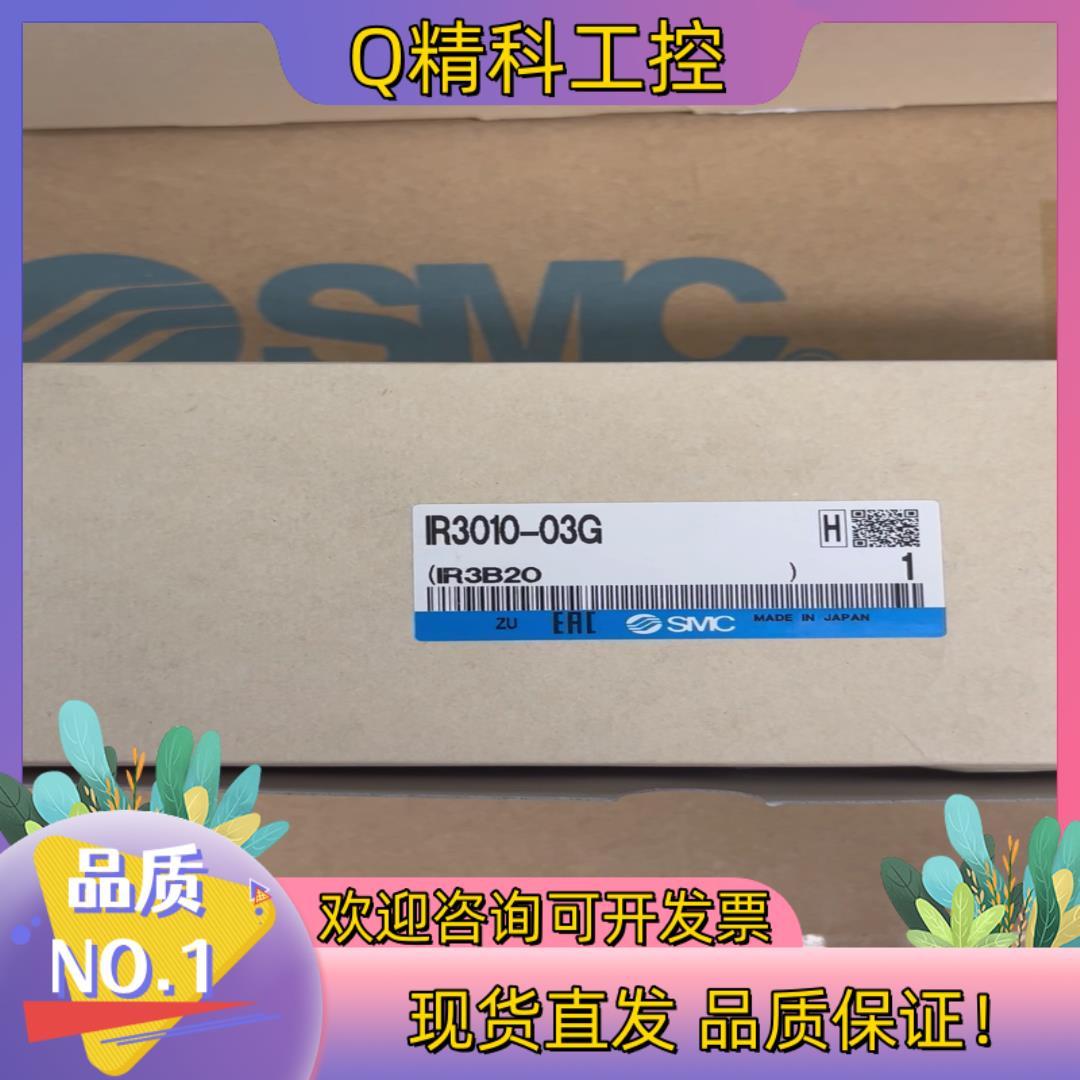 Q精科工控
SMC
IR3010-03G
H
(IR3B20 )
1
ZU EAC SMC MADE IN JAPAN
品质
NO.1
欢迎咨询可开发票
现货直发 品质保证!